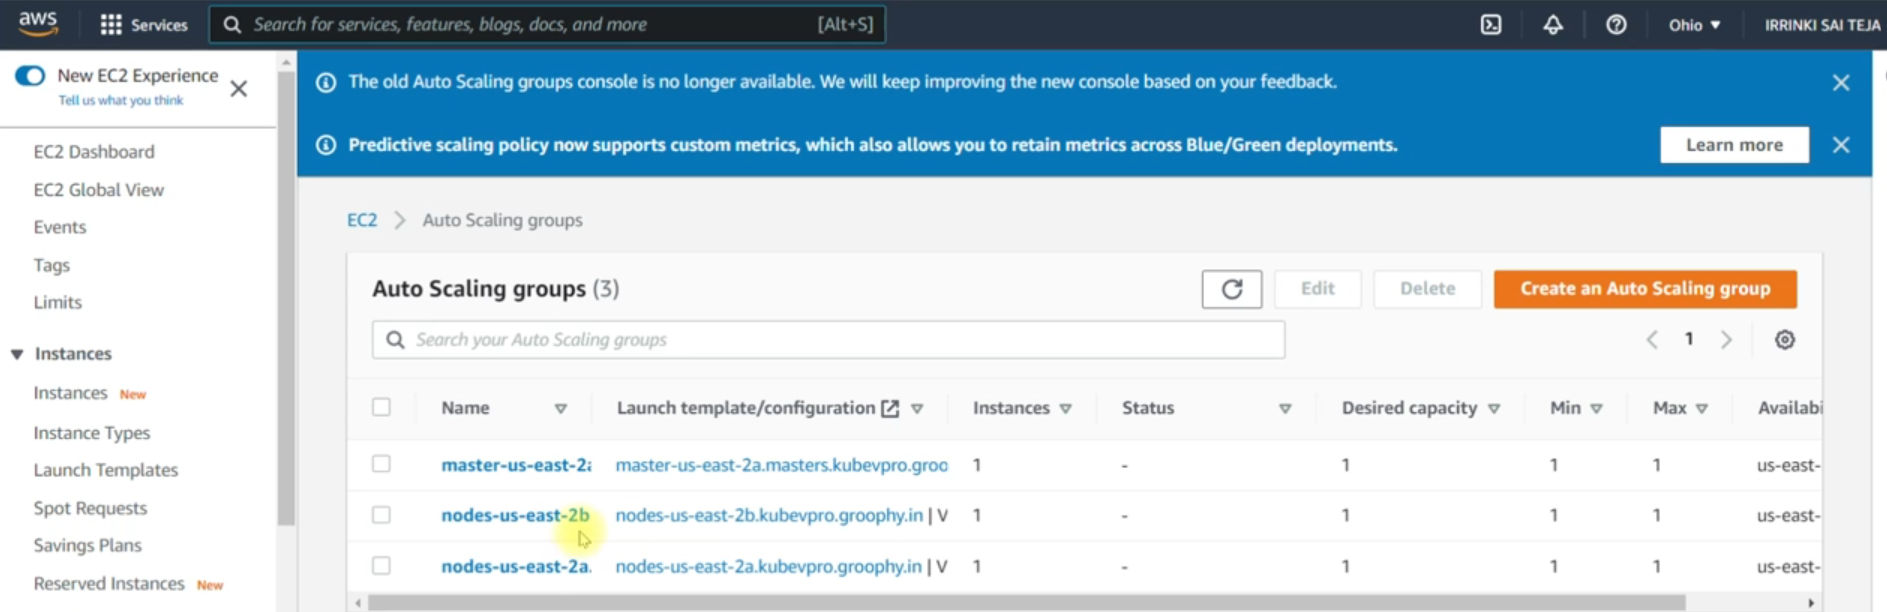 aws
Services
Search for services, features, blogs, docs, and more
[Alt+S]
Ohio
IRRINKI SAI TEJA
New EC2 Experience
Tell us what you think
EC2 Dashboard
EC2 Global View
Events
Tags
Limits
Instances
Instances New
Instance Types
Launch Templates
Spot Requests
Savings Plans
Reserved Instances New
The old Auto Scaling groups console is no longer available. We will keep improving the new console based on your feedback.
Predictive scaling policy now supports custom metrics, which also allows you to retain metrics across Blue/Green deployments.
Learn more
EC2 > Auto Scaling groups
Auto Scaling groups (3)
Edit
Delete
Create an Auto Scaling group
Search your Auto Scaling groups
1
Name Launch template/configuration Instances Status Desired capacity Min Max Availabi
master-us-east-2a master-us-east-2a.masters.kubevpro.groo 1 - 1 1 1 us-east-
nodes-us-east-2b nodes-us-east-2b.kubevpro.groophy.in | V 1 - 1 1 1 us-east-
nodes-us-east-2a. nodes-us-east-2a.kubevpro.groophy.in | V 1 - 1 1 1 us-east-